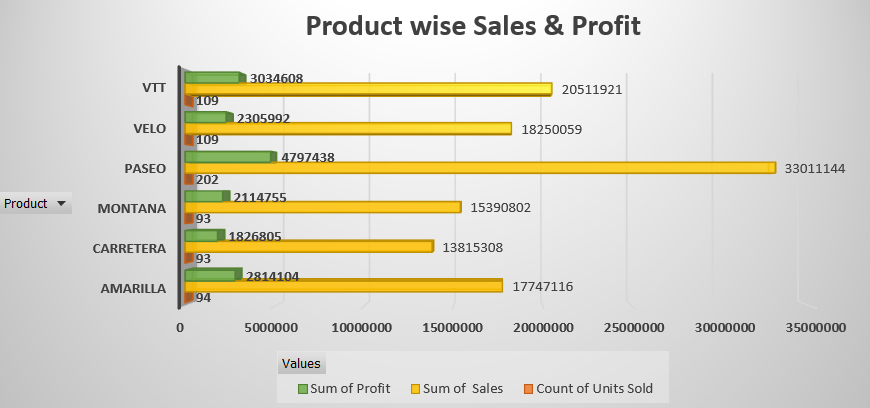 Product wise Sales & Profit
VTT
3034608
20511921
109
VELO
2305992
18250059
109
PASEO
4797438
33011144
202
Product
MONTANA
2114755
15390802
93
CARRETERA
1826805
13815308
93
AMARILLA
2814104
17747116
94
0 5000000 10000000 15000000 20000000 25000000 30000000 35000000
Values
Sum of Profit Sum of Sales Count of Units Sold